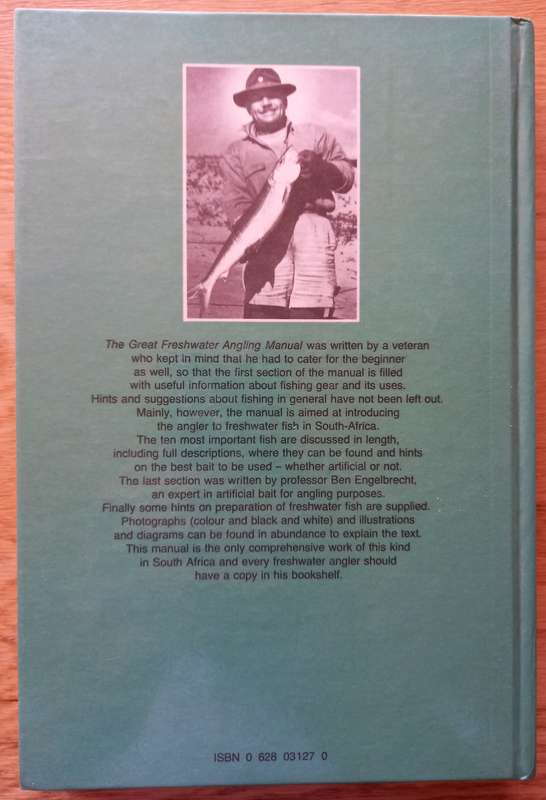 The Great Freshwater Angling Manual was written by a veteran
who kept in mind that he had to cater for the beginner
as well, so that the first section of the manual is filled
with useful information about fishing gear and its uses.
Hints and suggestions about fishing in general have not been left out.
Mainly, however, the manual is aimed at introducing
the angler to freshwater fish in South-Africa.
The ten most important fish are discussed in length,
including full descriptions, where they can be found and hints
on the best bait to be used – whether artificial or not.
The last section was written by professor Ben Engelbrecht,
an expert in artificial bait for angling purposes.
Finally some hints on preparation of freshwater fish are supplied.
Photographs (colour and black and white) and illustrations
and diagrams can be found in abundance to explain the text.
This manual is the only comprehensive work of this kind
in South Africa and every freshwater angler should
have a copy in his bookshelf.
ISBN 0 628 03127 0